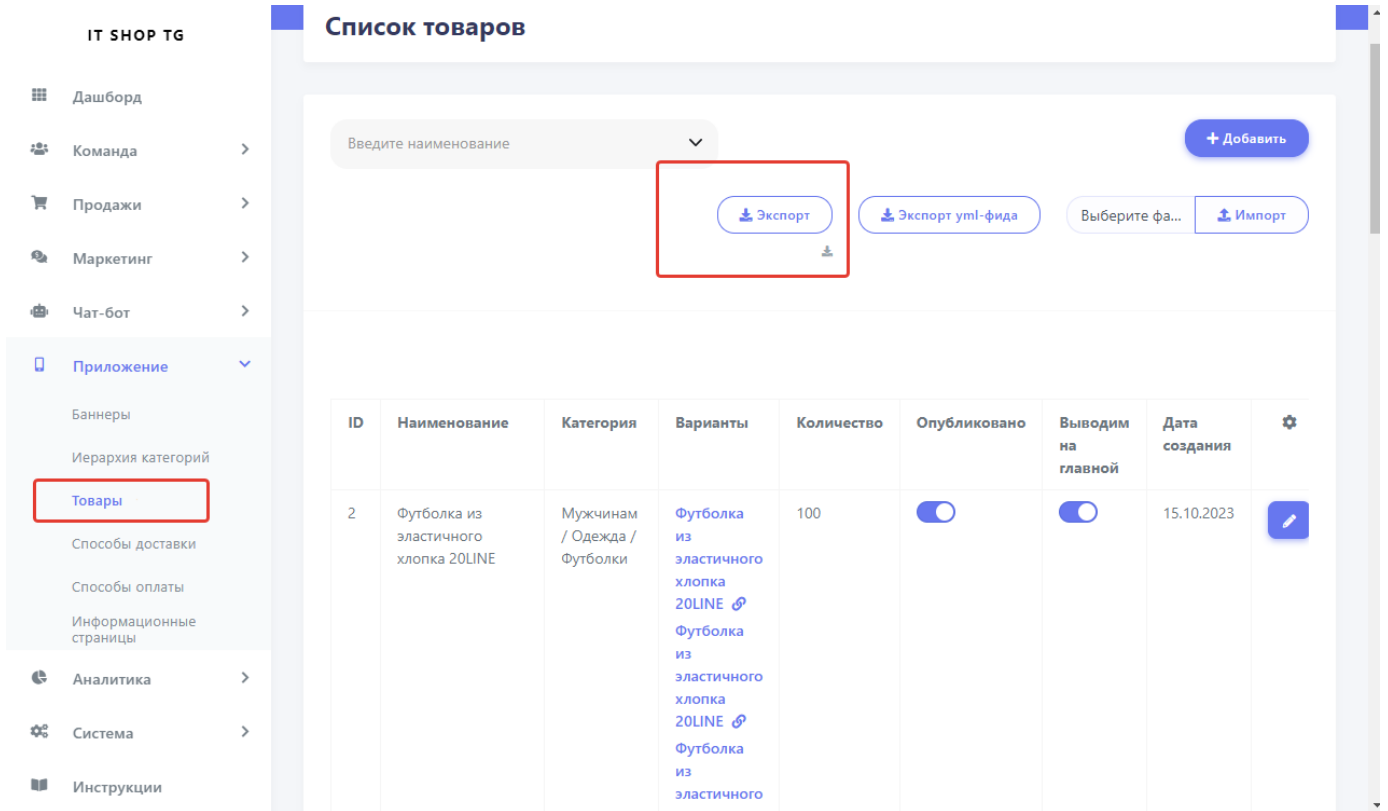 IT SHOP TG
Дашборд
Команда
Продажи
Маркетинг
Чат-бот
Приложение
Баннеры
Иерархия категорий
Товары
Способы доставки
Способы оплаты
Информационные
страницы
Аналитика
Система
Инструкции
Список товаров
Введите наименование
+ Добавить
Экспорт
Экспорт yml-фида
Выберите фа...
Импорт
ID
Наименование
Категория
Варианты
Количество
Опубликовано
Выводим
на
главной
Дата
создания
2
Футболка из
эластичного
хлопка 20LINE
Мужчинам
/ Одежда /
Футболки
Футболка
из
эластичного
хлопка
20LINE
Футболка
из
эластичного
хлопка
20LINE
Футболка
из
эластичного
100
15.10.2023